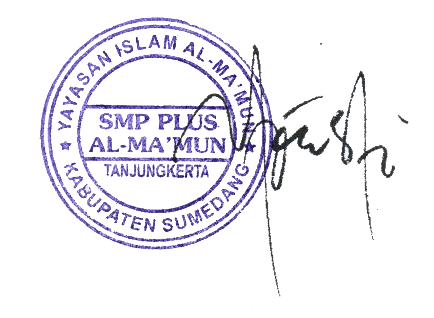 YAYASAN ISLAM AL-MA'MUN
SMP PLUS
AL-MA'MUN
TANJUNGKERTA
KABUPATEN SUMEDANG